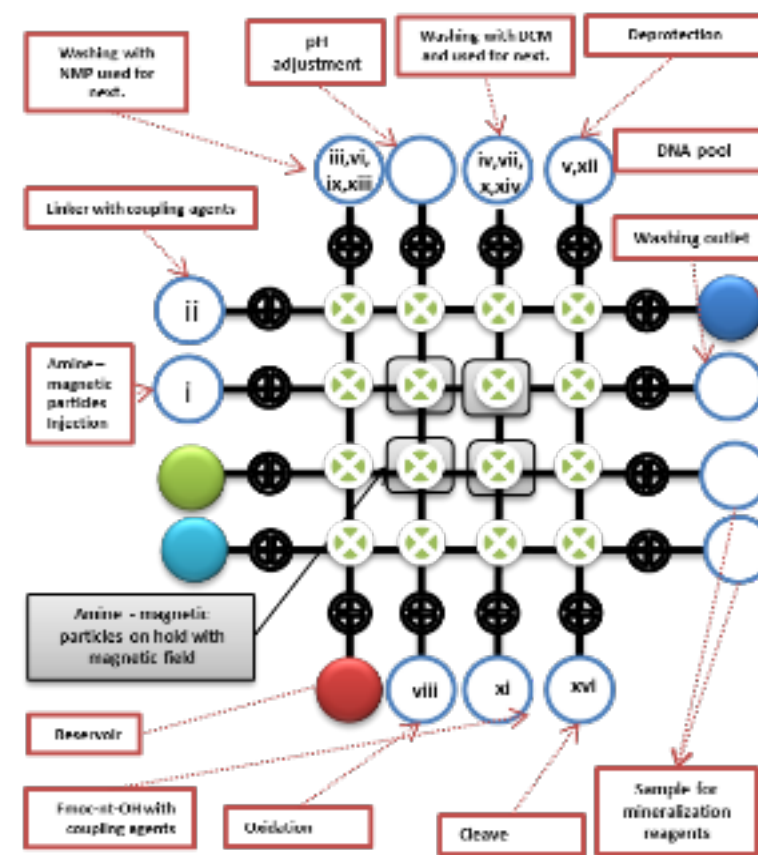 Washing with
NMP used for
next.
pH
adjustment
Washing with DCM
and used for next.
Deprotection
iii,vi,
ix,xiii
iv,vii,
x,xiv
v,xii
DNA pool
Linker with coupling agents
Washing outlet
ii
Amine –
magnetic
particles
Injection
i
Amine - magnetic
particles on hold with
magnetic field
viii
xi
xvi
Reservoir
Fmoc-nt-OH with
coupling agents
Oxidation
Cleave
Sample for
mineralization
reagents